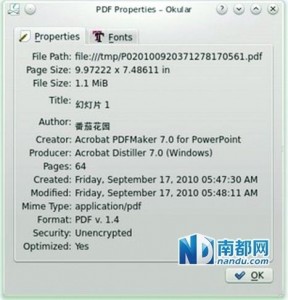 PDF Properties – Okular
Properties
Fonts
File Path: file:///tmp/P020100920371278170561.pdf
Page Size: 9.97222 x 7.48611 in
File Size: 1.1 MiB
Title: 幻灯片 1
Author: 番茄花园
Creator: Acrobat PDFMaker 7.0 for PowerPoint
Producer: Acrobat Distiller 7.0 (Windows)
Pages: 64
Created: Friday, September 17, 2010 05:47:30 AM
Modified: Friday, September 17, 2010 05:48:11 AM
Mime Type: application/pdf
Format: PDF v. 1.4
Security: Unencrypted
Optimized: Yes
ND 南都网
nandu.com
OK